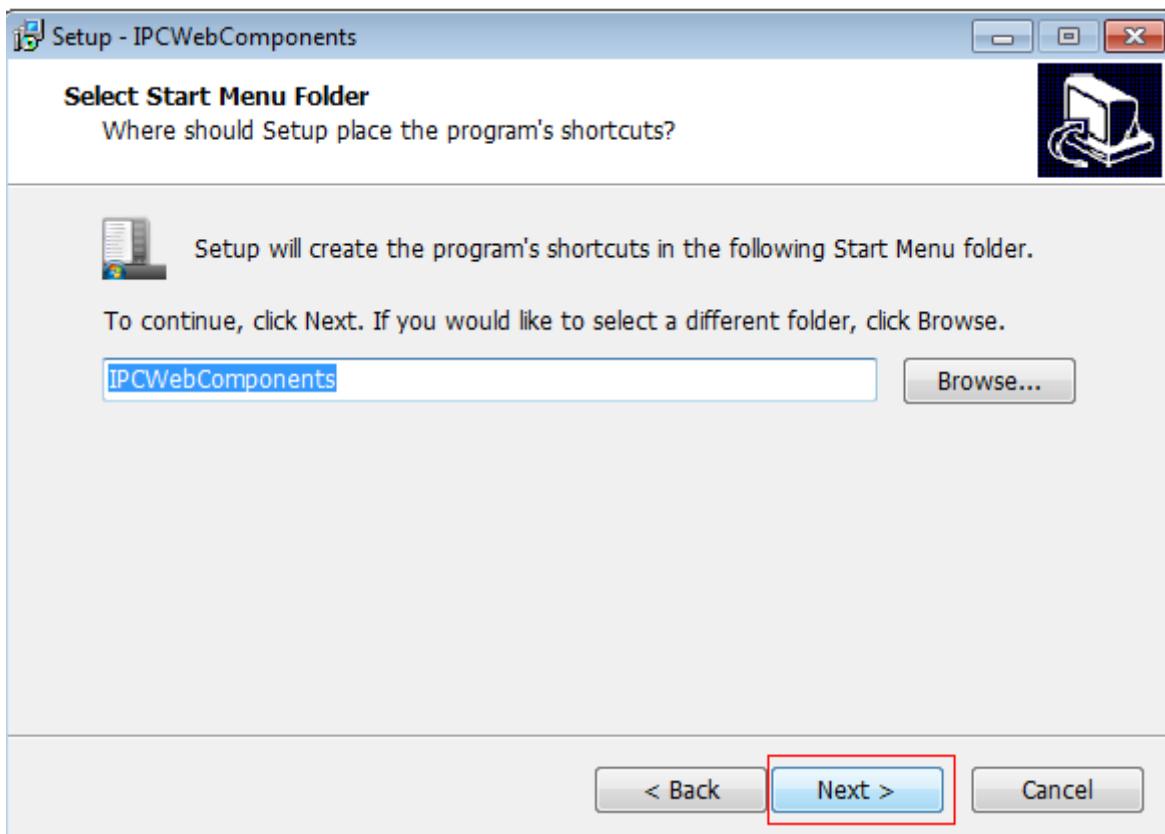 Setup - IPCWebComponents
Select Start Menu Folder
Where should Setup place the program's shortcuts?
Setup will create the program's shortcuts in the following Start Menu folder.
To continue, click Next. If you would like to select a different folder, click Browse.
IPCWebComponents
Browse...
< Back
Next >
Cancel